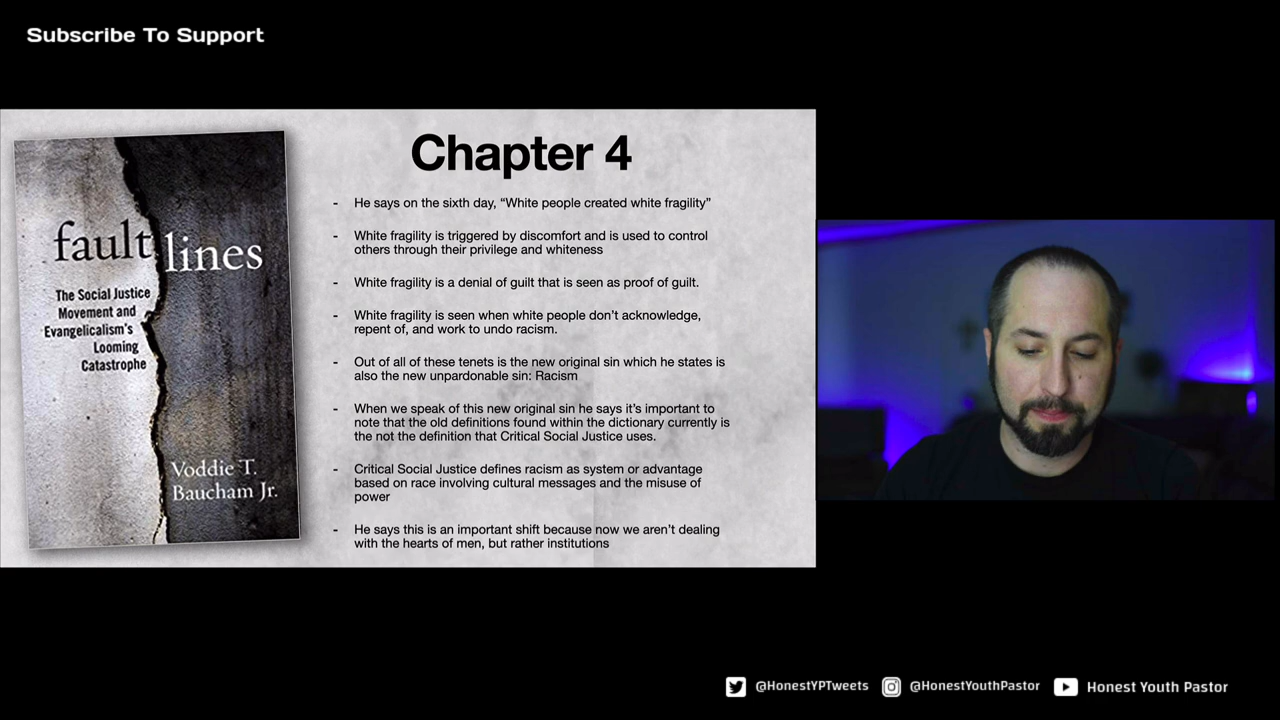 Subscribe To Support
fault lines
The Social Justice
Movement and
Evangelicalism's
Looming
Catastrophe
Voddie T.
Baucham Jr.
Chapter 4
- He says on the sixth day, “White people created white fragility”
- White fragility is triggered by discomfort and is used to control
others through their privilege and whiteness
- White fragility is a denial of guilt that is seen as proof of guilt.
- White fragility is seen when white people don’t acknowledge,
repent of, and work to undo racism.
- Out of all of these tenets is the new original sin which he states is
also the new unpardonable sin: Racism
- When we speak of this new original sin he says it’s important to
note that the old definitions found within the dictionary currently is
the not the definition that Critical Social Justice uses.
- Critical Social Justice defines racism as system or advantage
based on race involving cultural messages and the misuse of
power
- He says this is an important shift because now we aren’t dealing
with the hearts of men, but rather institutions
@HonestYPTweets @HonestYouthPastor Honest Youth Pastor